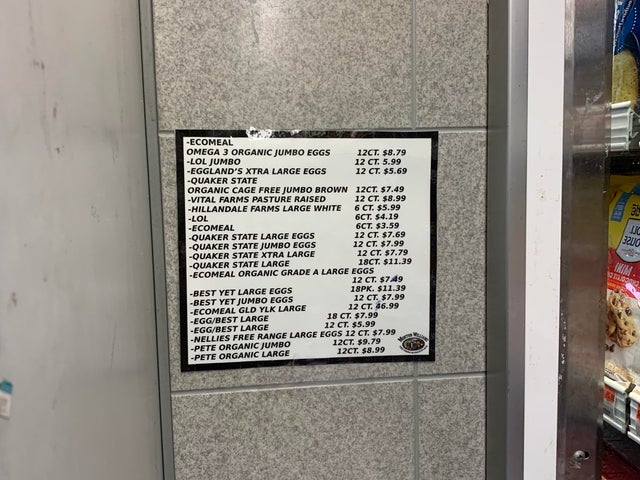 -ECOMEAL
OMEGA 3 ORGANIC JUMBO EGGS 12CT. $8.79
-LOL JUMBO 12 CT. 5.99
-EGGLAND'S XTRA LARGE EGGS 12 CT. $5.69
-QUAKER STATE
ORGANIC CAGE FREE JUMBO BROWN 12CT. $7.49
-VITAL FARMS PASTURE RAISED 12 CT. $8.99
-HILLANDALE FARMS LARGE WHITE 6 CT. $5.99
-LOL 6CT. $4.19
-ECOMEAL 6CT. $3.59
-QUAKER STATE LARGE EGGS 12 CT. $7.69
-QUAKER STATE JUMBO EGGS 12 CT. $7.99
-QUAKER STATE XTRA LARGE 12 CT. $7.79
-QUAKER STATE LARGE 18CT. $11.39
-ECOMEAL ORGANIC GRADE A LARGE EGGS
12 CT. $7.49
-BEST YET LARGE EGGS 18PK. $11.39
-BEST YET JUMBO EGGS 12 CT. $7.99
-ECOMEAL GLD YLK LARGE 12 CT. $6.99
-EGG/BEST LARGE 18 CT. $7.99
-EGG/BEST LARGE 12 CT. $5.99
-NELLIES FREE RANGE LARGE EGGS 12 CT. $7.99
-PETE ORGANIC JUMBO 12CT. $9.79
-PETE ORGANIC LARGE 12CT. $8.99
MINI